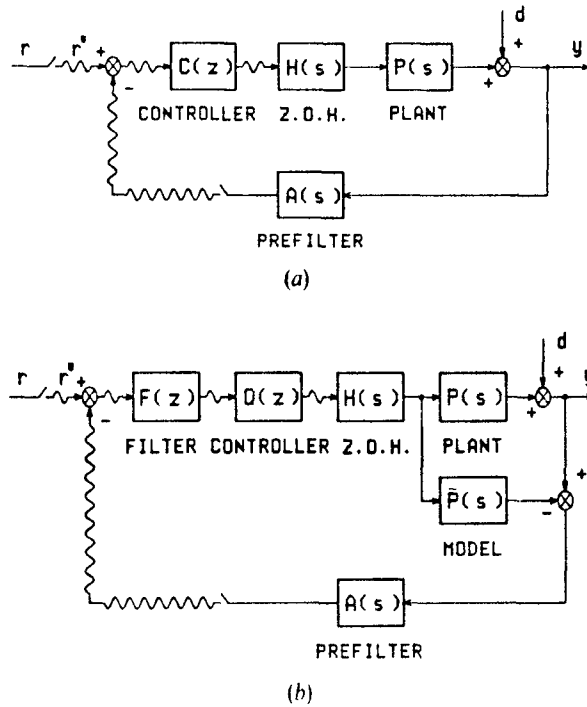 d
r r* + C(z) H(s) P(s) + + y
-
CONTROLLER Z.O.H. PLANT
A(s)
PREFILTER
(a)
d
r r* + F(z) D(z) H(s) P(s) + + y
-
FILTER CONTROLLER Z.O.H. PLANT
+
P̃(s) -
MODEL
A(s)
PREFILTER
(b)